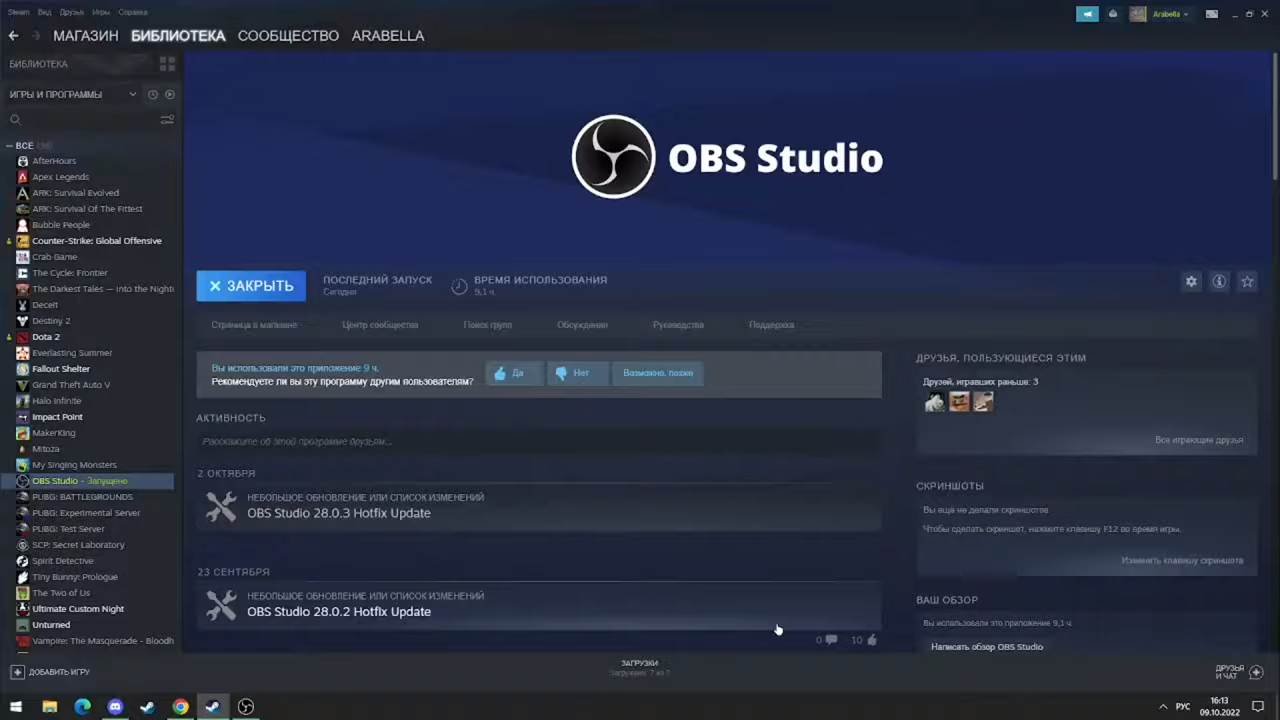 Steam Вид Друзья Игры Справка
Arabella
МАГАЗИН БИБЛИОТЕКА СООБЩЕСТВО ARABELLA
БИБЛИОТЕКА
ИГРЫ И ПРОГРАММЫ
ВСЕ
AfterHours
Apex Legends
ARK: Survival Evolved
ARK: Survival Of The Fittest
Bubble People
Counter-Strike: Global Offensive
Crab Game
The Cycle: Frontier
The Darkest Tales — Into the Night
Deceit
Destiny 2
Dota 2
Everlasting Summer
Fallout Shelter
Grand Theft Auto V
Halo Infinite
Impact Point
MakerKing
Mitoza
My Singing Monsters
OBS Studio - Запущено
PUBG: BATTLEGROUNDS
PUBG: Experimental Server
PUBG: Test Server
SCP: Secret Laboratory
Spirit Detective
Tiny Bunny: Prologue
The Two of Us
Ultimate Custom Night
Unturned
Vampire: The Masquerade - Bloodh
ДОБАВИТЬ ИГРУ
OBS Studio
ЗАКРЫТЬ
ПОСЛЕДНИЙ ЗАПУСК
Сегодня
ВРЕМЯ ИСПОЛЬЗОВАНИЯ
9,1 ч.
Страница в магазине Центр сообщества Поиск групп Обсуждения Руководства Поддержка
Вы использовали это приложение 9 ч.
Рекомендуете ли вы эту программу другим пользователям?
Да Нет Возможно, позже
АКТИВНОСТЬ
Расскажите об этой программе друзьям...
2 ОКТЯБРЯ
НЕБОЛЬШОЕ ОБНОВЛЕНИЕ ИЛИ СПИСОК ИЗМЕНЕНИЙ
OBS Studio 28.0.3 Hotfix Update
23 СЕНТЯБРЯ
НЕБОЛЬШОЕ ОБНОВЛЕНИЕ ИЛИ СПИСОК ИЗМЕНЕНИЙ
OBS Studio 28.0.2 Hotfix Update
0 10
ДРУЗЬЯ, ПОЛЬЗУЮЩИЕСЯ ЭТИМ
Друзей, игравших раньше: 3
Все играющие друзья
СКРИНШОТЫ
Вы ещё не делали скриншотов
Чтобы сделать скриншот, нажмите клавишу F12 во время игры.
Изменить клавишу скриншота
ВАШ ОБЗОР
Вы использовали это приложение 9,1 ч.
Написать обзор OBS Studio
ЗАГРУЗКИ
Загружено: 7 из 7
ДРУЗЬЯ
И ЧАТ
РУС
16:13
09.10.2022